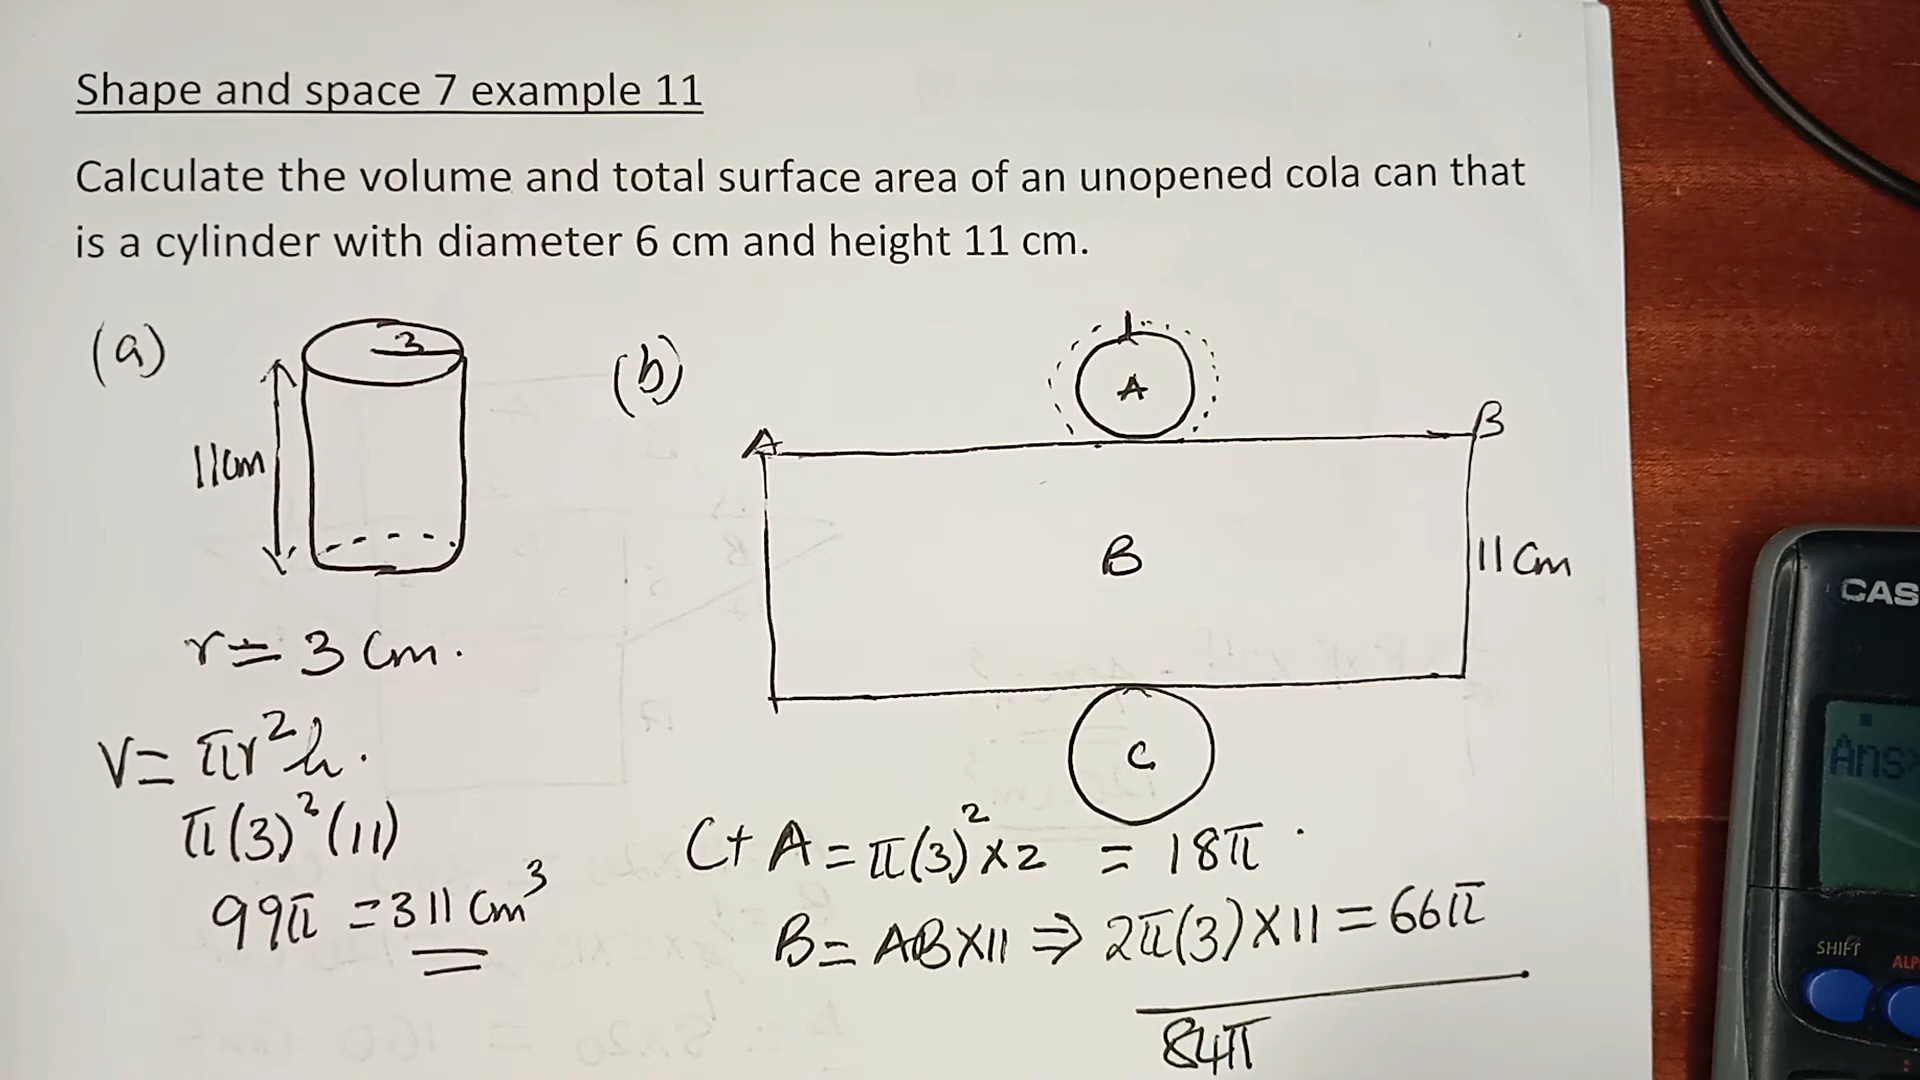 Shape and space 7 example 11
Calculate the volume and total surface area of an unopened cola can that
is a cylinder with diameter 6 cm and height 11 cm.
(a)
3
11cm
r = 3 cm.
V = πr²h.
π(3)²(11)
99π = 311 cm³
(b)
A
A
B
B
11 cm
C
C + A = π(3)² × 2 = 18π
B = AB×11 ⇒ 2π(3) × 11 = 66π
84π
CAS
Ans
SHIFT
ALP